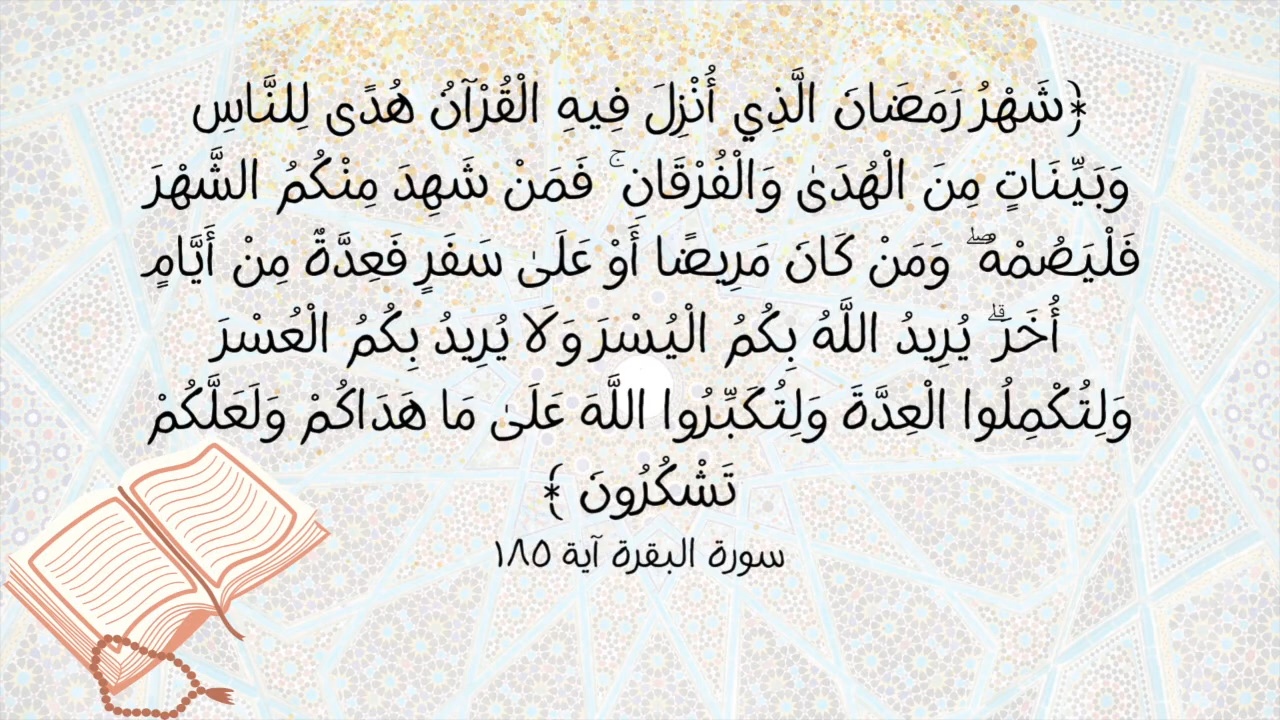 ﴿شَهْرُ رَمَضَانَ الَّذِي أُنْزِلَ فِيهِ الْقُرْآنُ هُدًى لِلنَّاسِ
وَبَيِّنَاتٍ مِنَ الْهُدَىٰ وَالْفُرْقَانِ ۚ فَمَنْ شَهِدَ مِنْكُمُ الشَّهْرَ
فَلْيَصُمْهُ ۖ وَمَنْ كَانَ مَرِيضًا أَوْ عَلَىٰ سَفَرٍ فَعِدَّةٌ مِنْ أَيَّامٍ
أُخَرَ ۗ يُرِيدُ اللَّهُ بِكُمُ الْيُسْرَ وَلَا يُرِيدُ بِكُمُ الْعُسْرَ
وَلِتُكْمِلُوا الْعِدَّةَ وَلِتُكَبِّرُوا اللَّهَ عَلَىٰ مَا هَدَاكُمْ وَلَعَلَّكُمْ
تَشْكُرُونَ ﴾
سورة البقرة آية ١٨٥